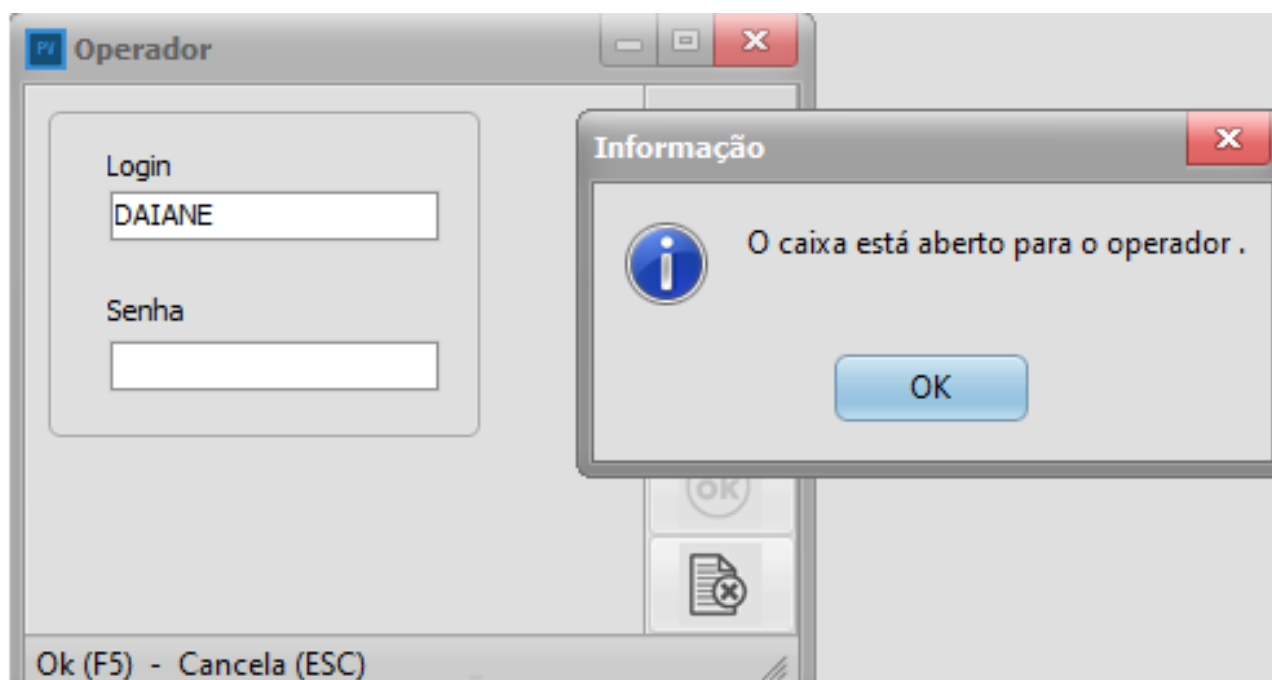 PV Operador
Login
DAIANE
Senha
Informação
O caixa está aberto para o operador .
OK
OK
Ok (F5) - Cancela (ESC)